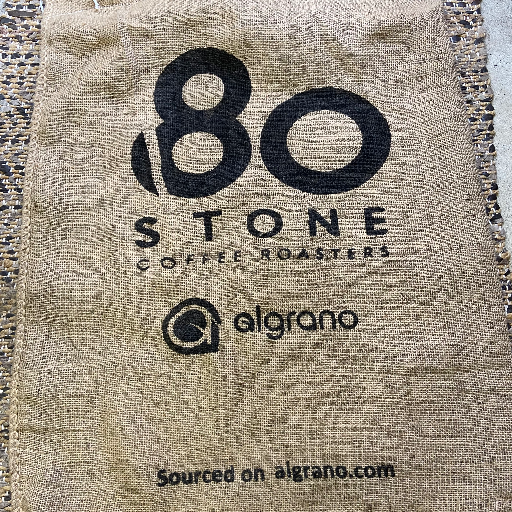 80
STONE
COFFEE ROASTERS
algrano
Sourced on algrano.com